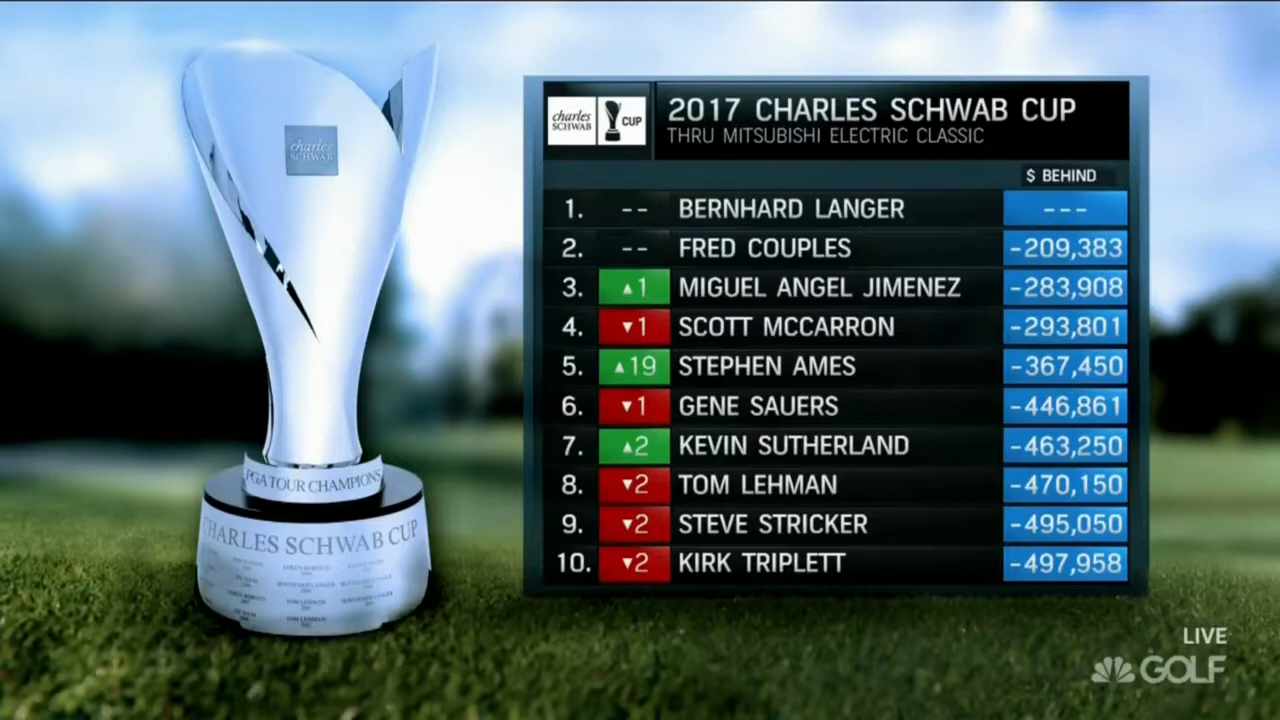 charles
SCHWAB
PGA TOUR CHAMPIONS
CHARLES SCHWAB CUP
TOM LEHMAN
charles
SCHWAB
CUP
2017 CHARLES SCHWAB CUP
THRU MITSUBISHI ELECTRIC CLASSIC
$ BEHIND
1. -- BERNHARD LANGER ---
2. -- FRED COUPLES -209,383
3. ▲1 MIGUEL ANGEL JIMENEZ -283,908
4. ▼1 SCOTT MCCARRON -293,801
5. ▲19 STEPHEN AMES -367,450
6. ▼1 GENE SAUERS -446,861
7. ▲2 KEVIN SUTHERLAND -463,250
8. ▼2 TOM LEHMAN -470,150
9. ▼2 STEVE STRICKER -495,050
10. ▼2 KIRK TRIPLETT -497,958
LIVE
GOLF